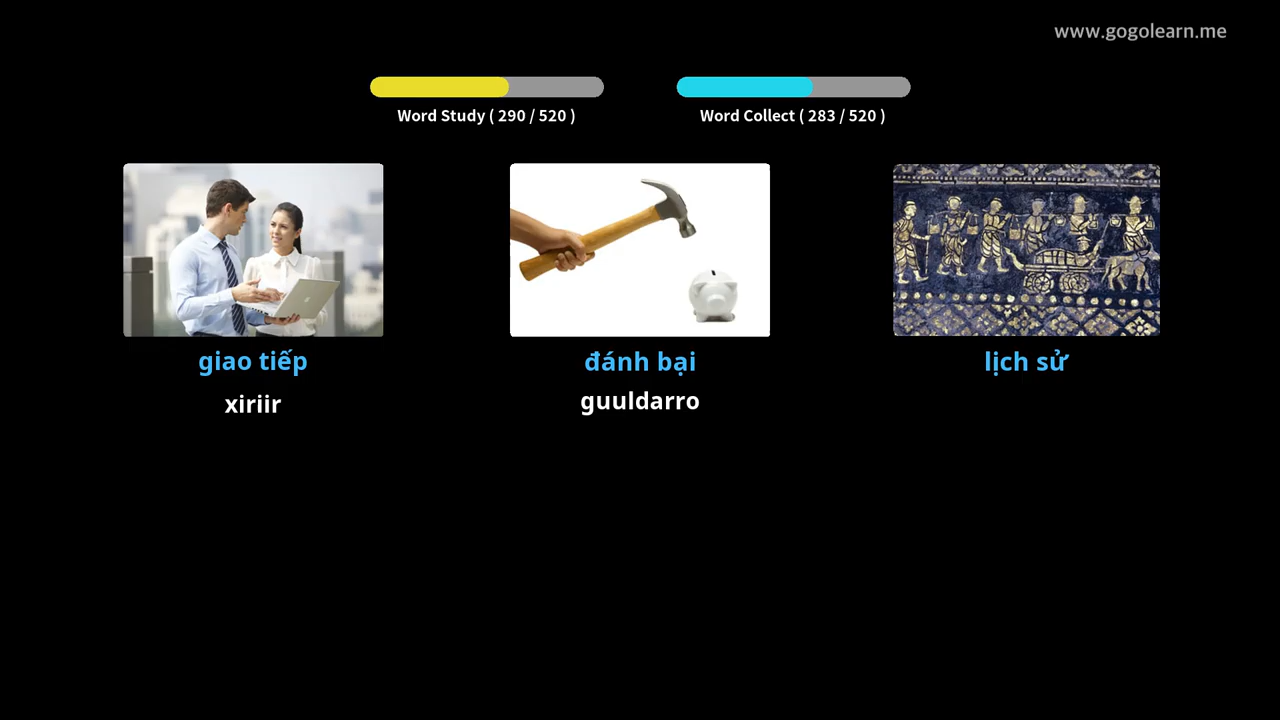 www.gogolearn.me
Word Study ( 290 / 520 )
Word Collect ( 283 / 520 )
giao tiếp
xiriir
đánh bại
guuldarro
lịch sử